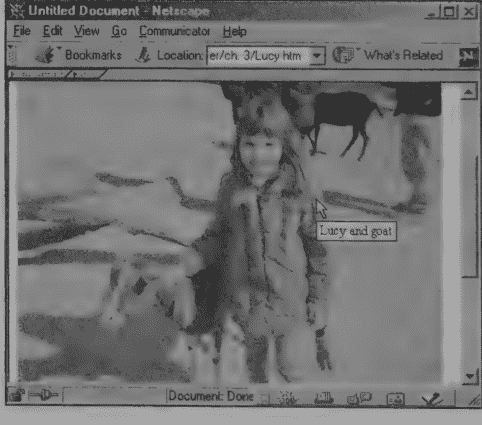 Untitled Document - Netscape
File Edit View Go Communicator Help
Bookmarks Location: er/ch. 3/Lucy.htm What's Related
Lucy and goat
Document: Done